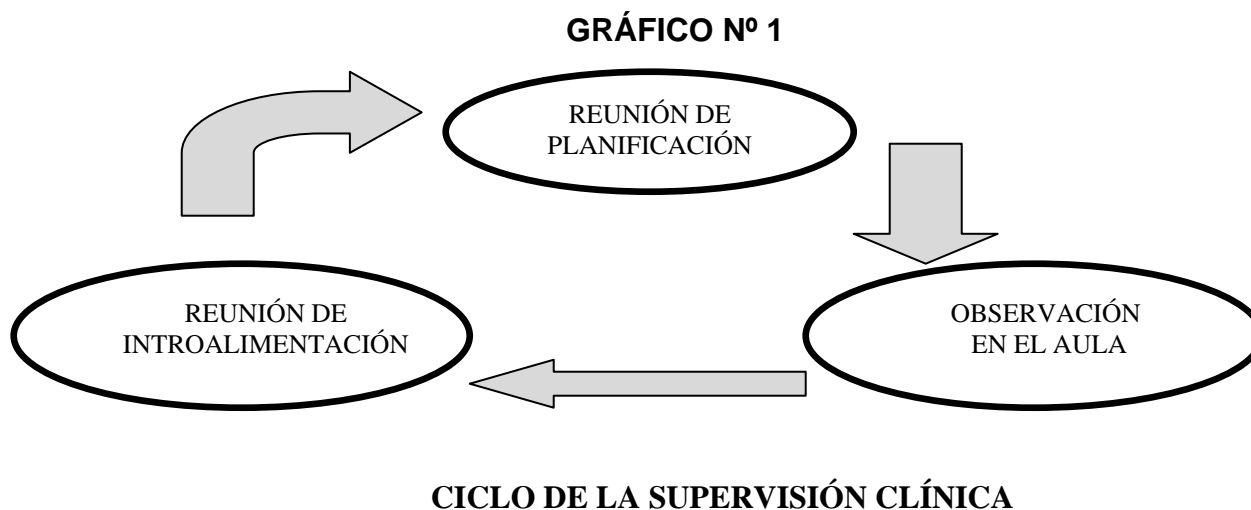 GRÁFICO Nº 1
REUNIÓN DE
PLANIFICACIÓN
REUNIÓN DE
INTROALIMENTACIÓN
OBSERVACIÓN
EN EL AULA
CICLO DE LA SUPERVISIÓN CLÍNICA